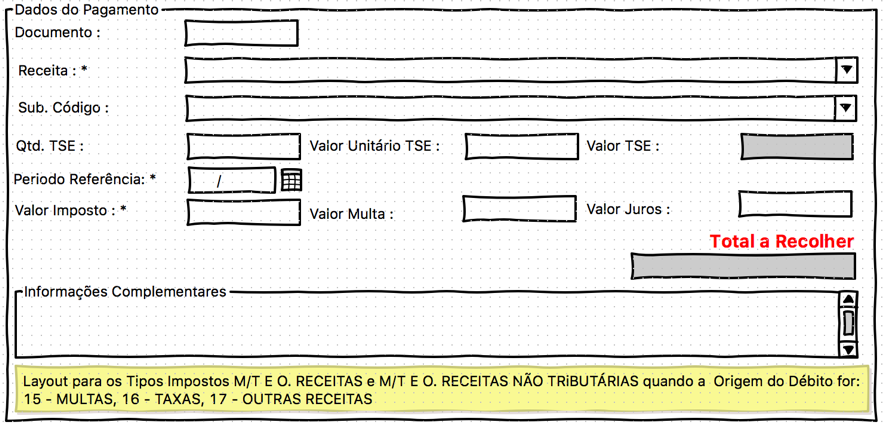 Dados do Pagamento
Documento :
Receita : *
Sub. Código :
Qtd. TSE : Valor Unitário TSE : Valor TSE :
Periodo Referência: * /
Valor Imposto : * Valor Multa : Valor Juros :
Total a Recolher
Informações Complementares
Layout para os Tipos Impostos M/T E O. RECEITAS e M/T E O. RECEITAS NÃO TRiBUTÁRIAS quando a Origem do Débito for:
15 - MULTAS, 16 - TAXAS, 17 - OUTRAS RECEITAS